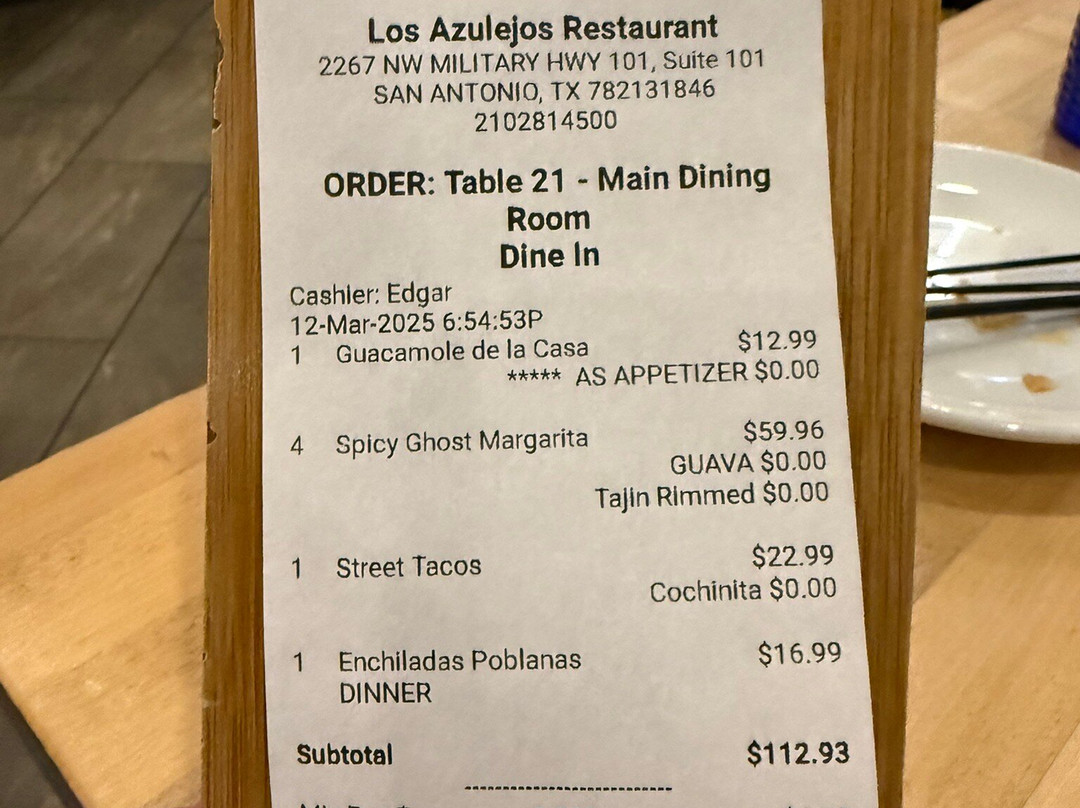 Los Azulejos Restaurant
2267 NW MILITARY HWY 101, Suite 101
SAN ANTONIO, TX 782131846
2102814500
ORDER: Table 21 - Main Dining
Room
Dine In
Cashier: Edgar
12-Mar-2025 6:54:53P
1 Guacamole de la Casa $12.99
***** AS APPETIZER $0.00
4 Spicy Ghost Margarita $59.96
GUAVA $0.00
Tajin Rimmed $0.00
1 Street Tacos $22.99
Cochinita $0.00
1 Enchiladas Poblanas $16.99
DINNER
Subtotal $112.93